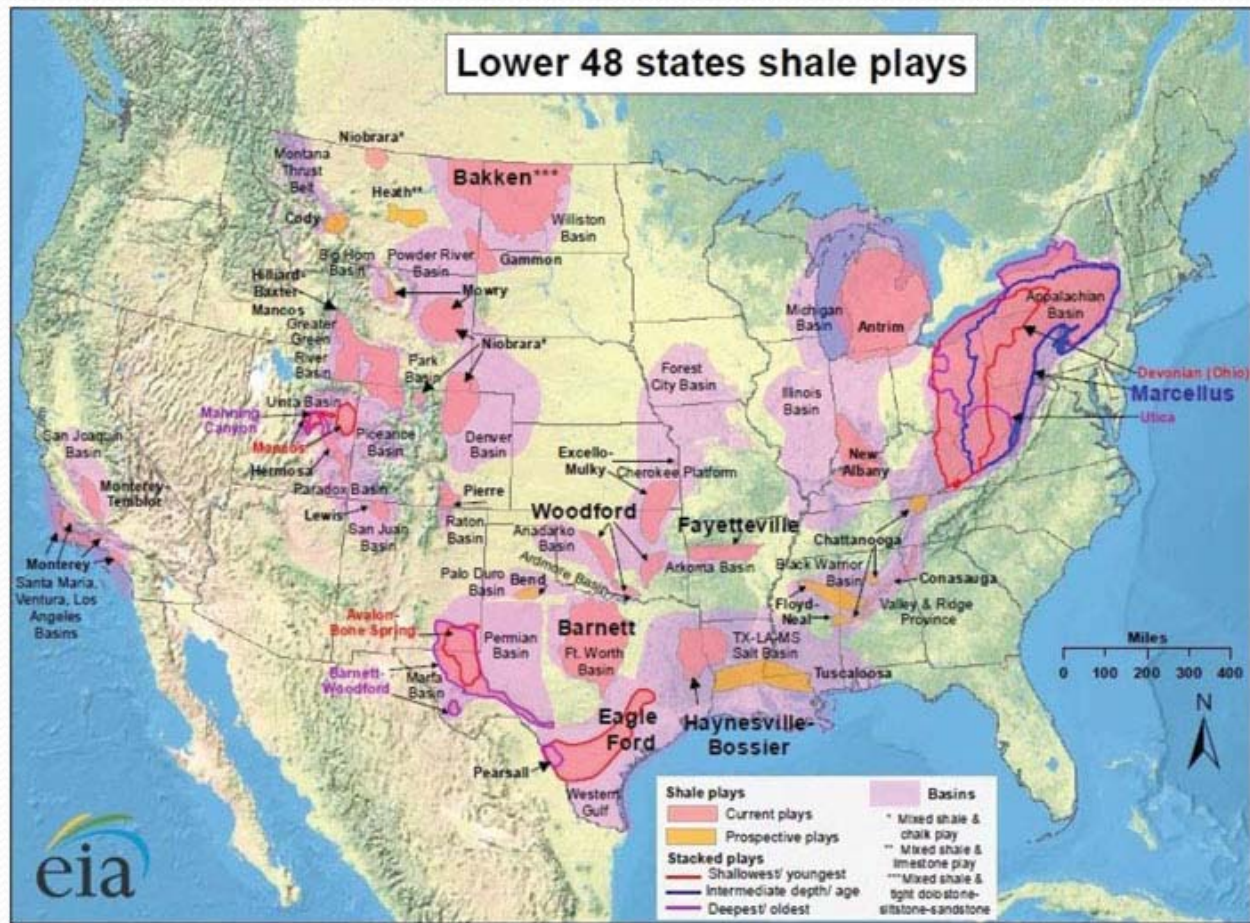 Lower 48 states shale plays
Niobrara*
Montana
Thrust
Belt
Bakken***
Heath**
Cody
Williston
Basin
Big Horn
Basin
Powder River
Basin
Gammon
Hilliard-
Baxter-
Mancos
Mowry
Michigan
Basin
Antrim
Appalachian
Basin
Greater
Green
River
Basin
Park
Basin
Niobrara*
Forest
City Basin
Illinois
Basin
Devonian (Ohio)
Marcellus
Utica
Uinta Basin
Manning
Canyon
Mancos
Piceance
Basin
Denver
Basin
San Joaquin
Basin
Hermosa
Excello-
Mulky
Cherokee Platform
New
Albany
Monterey-
Temblor
Paradox Basin
Pierre
Lewis
San Juan
Basin
Raton
Basin
Woodford
Anadarko
Basin
Fayetteville
Chattanooga
Arkoma Basin
Black Warrior
Basin
Conasauga
Monterey
Santa Maria,
Ventura, Los
Angeles
Basins
Palo Duro
Basin
Bend
Ardmore Basin
Floyd-
Neal
Valley & Ridge
Province
Avalon-
Bone Spring
Permian
Basin
Barnett
Ft. Worth
Basin
TX-LA-MS
Salt Basin
Tuscaloosa
Miles
0 100 200 300 400
N
Barnett-
Woodford
Marfa
Basin
Eagle
Ford
Haynesville-
Bossier
Pearsall
Western
Gulf
Shale plays
Current plays
Prospective plays
Stacked plays
Shallowest/ youngest
Intermediate depth/ age
Deepest/ oldest
Basins
* Mixed shale &
chalk play
** Mixed shale &
limestone play
***Mixed shale &
tight dolostone-
siltstone-sandstone
eia